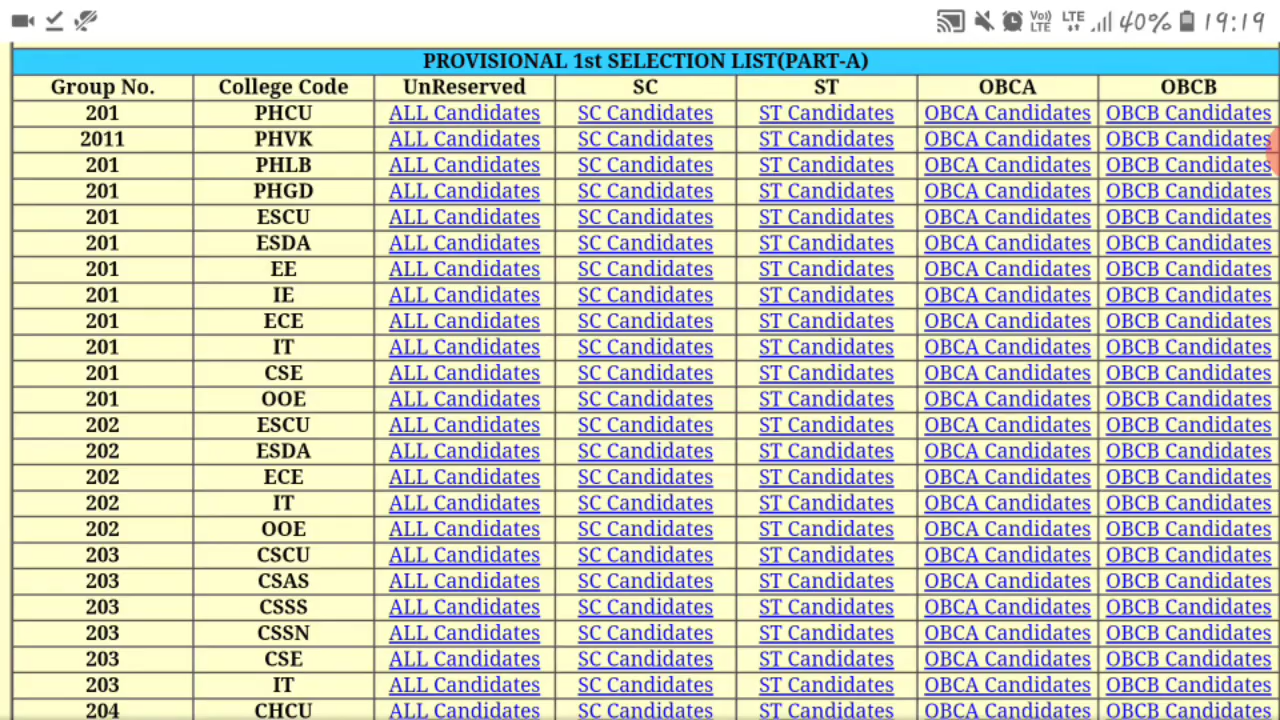 Vo)) LTE LTE 40% 19:19
PROVISIONAL 1st SELECTION LIST(PART-A)
Group No. College Code UnReserved SC ST OBCA OBCB
201 PHCU ALL Candidates SC Candidates ST Candidates OBCA Candidates OBCB Candidates
2011 PHVK ALL Candidates SC Candidates ST Candidates OBCA Candidates OBCB Candidates
201 PHLB ALL Candidates SC Candidates ST Candidates OBCA Candidates OBCB Candidates
201 PHGD ALL Candidates SC Candidates ST Candidates OBCA Candidates OBCB Candidates
201 ESCU ALL Candidates SC Candidates ST Candidates OBCA Candidates OBCB Candidates
201 ESDA ALL Candidates SC Candidates ST Candidates OBCA Candidates OBCB Candidates
201 EE ALL Candidates SC Candidates ST Candidates OBCA Candidates OBCB Candidates
201 IE ALL Candidates SC Candidates ST Candidates OBCA Candidates OBCB Candidates
201 ECE ALL Candidates SC Candidates ST Candidates OBCA Candidates OBCB Candidates
201 IT ALL Candidates SC Candidates ST Candidates OBCA Candidates OBCB Candidates
201 CSE ALL Candidates SC Candidates ST Candidates OBCA Candidates OBCB Candidates
201 OOE ALL Candidates SC Candidates ST Candidates OBCA Candidates OBCB Candidates
202 ESCU ALL Candidates SC Candidates ST Candidates OBCA Candidates OBCB Candidates
202 ESDA ALL Candidates SC Candidates ST Candidates OBCA Candidates OBCB Candidates
202 ECE ALL Candidates SC Candidates ST Candidates OBCA Candidates OBCB Candidates
202 IT ALL Candidates SC Candidates ST Candidates OBCA Candidates OBCB Candidates
202 OOE ALL Candidates SC Candidates ST Candidates OBCA Candidates OBCB Candidates
203 CSCU ALL Candidates SC Candidates ST Candidates OBCA Candidates OBCB Candidates
203 CSAS ALL Candidates SC Candidates ST Candidates OBCA Candidates OBCB Candidates
203 CSSS ALL Candidates SC Candidates ST Candidates OBCA Candidates OBCB Candidates
203 CSSN ALL Candidates SC Candidates ST Candidates OBCA Candidates OBCB Candidates
203 CSE ALL Candidates SC Candidates ST Candidates OBCA Candidates OBCB Candidates
203 IT ALL Candidates SC Candidates ST Candidates OBCA Candidates OBCB Candidates
204 CHCU ALL Candidates SC Candidates ST Candidates OBCA Candidates OBCB Candidates